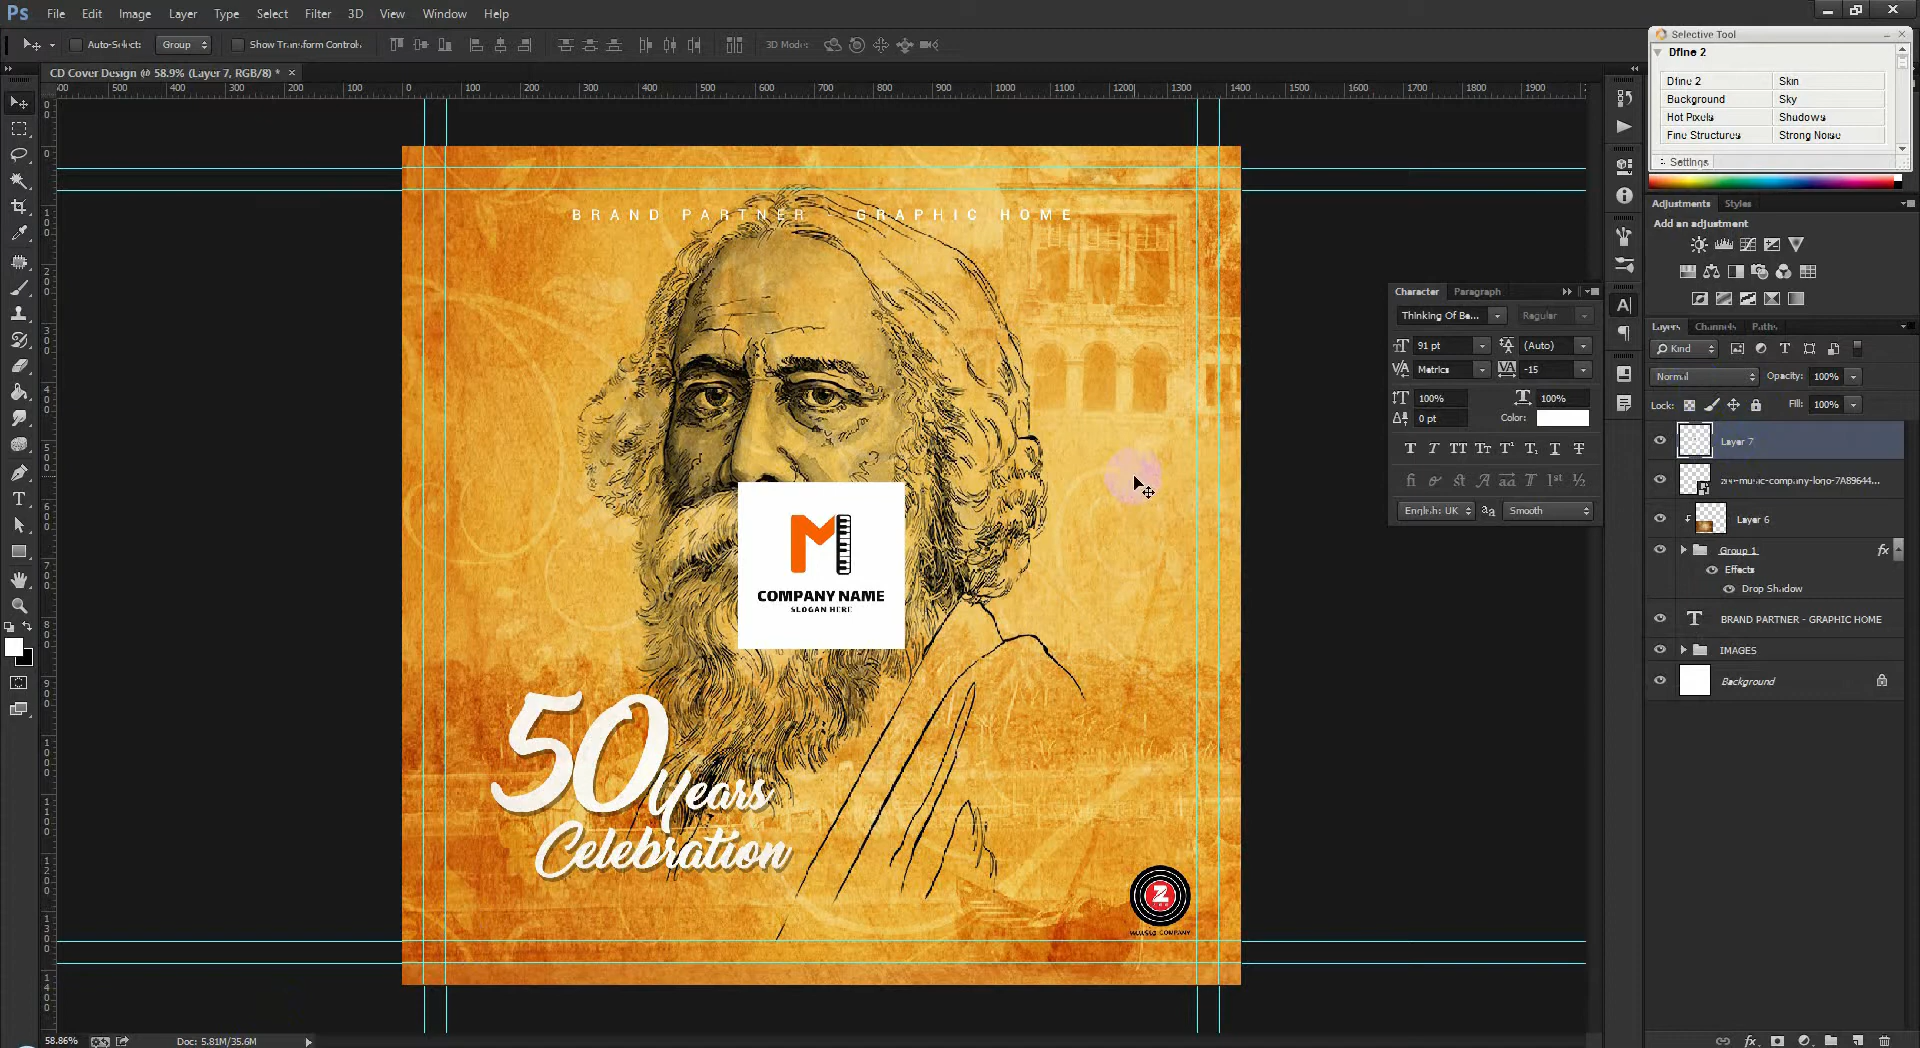 Ps File Edit Image Layer Type Select Filter 3D View Window Help
Auto-Select: Group Show Transform Controls 3D Mode:
CD Cover Design @ 58.9% (Layer 7, RGB/8) * ×
BRAND PARTNER - GRAPHIC HOME
COMPANY NAME
SLOGAN HERE
50 Years
Celebration
Z
COMPANY
58.86% Doc: 5.81M/35.6M
Character Paragraph
Thinking Of Be... Regular
91 pt (Auto)
Metrics -15
100% 100%
0 pt Color:
English: UK Smooth
Selective Tool
Dfine 2
Dfine 2 Skin
Background Sky
Hot Pixels Shadows
Fine Structures Strong Noise
Settings
Adjustments Styles
Add an adjustment
Layers Channels Paths
Kind
Normal Opacity: 100%
Lock: Fill: 100%
Layer 7
Layer 6
Group 1 fx
Effects
Drop Shadow
BRAND PARTNER - GRAPHIC HOME
IMAGES
Background